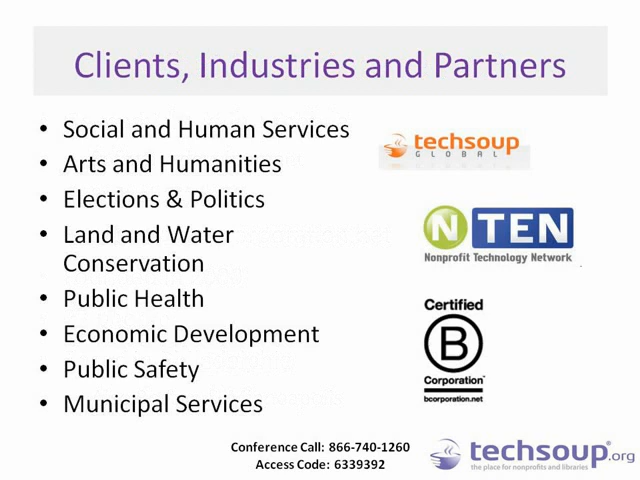 Clients, Industries and Partners
• Social and Human Services
• Arts and Humanities
• Elections & Politics
• Land and Water
Conservation
• Public Health
• Economic Development
• Public Safety
• Municipal Services
techsoup
GLOBAL
NTEN
Nonprofit Technology Network
Certified
B
Corporation
bcorporation.net
Conference Call: 866-740-1260
Access Code: 6339392
techsoup.org
the place for nonprofits and libraries